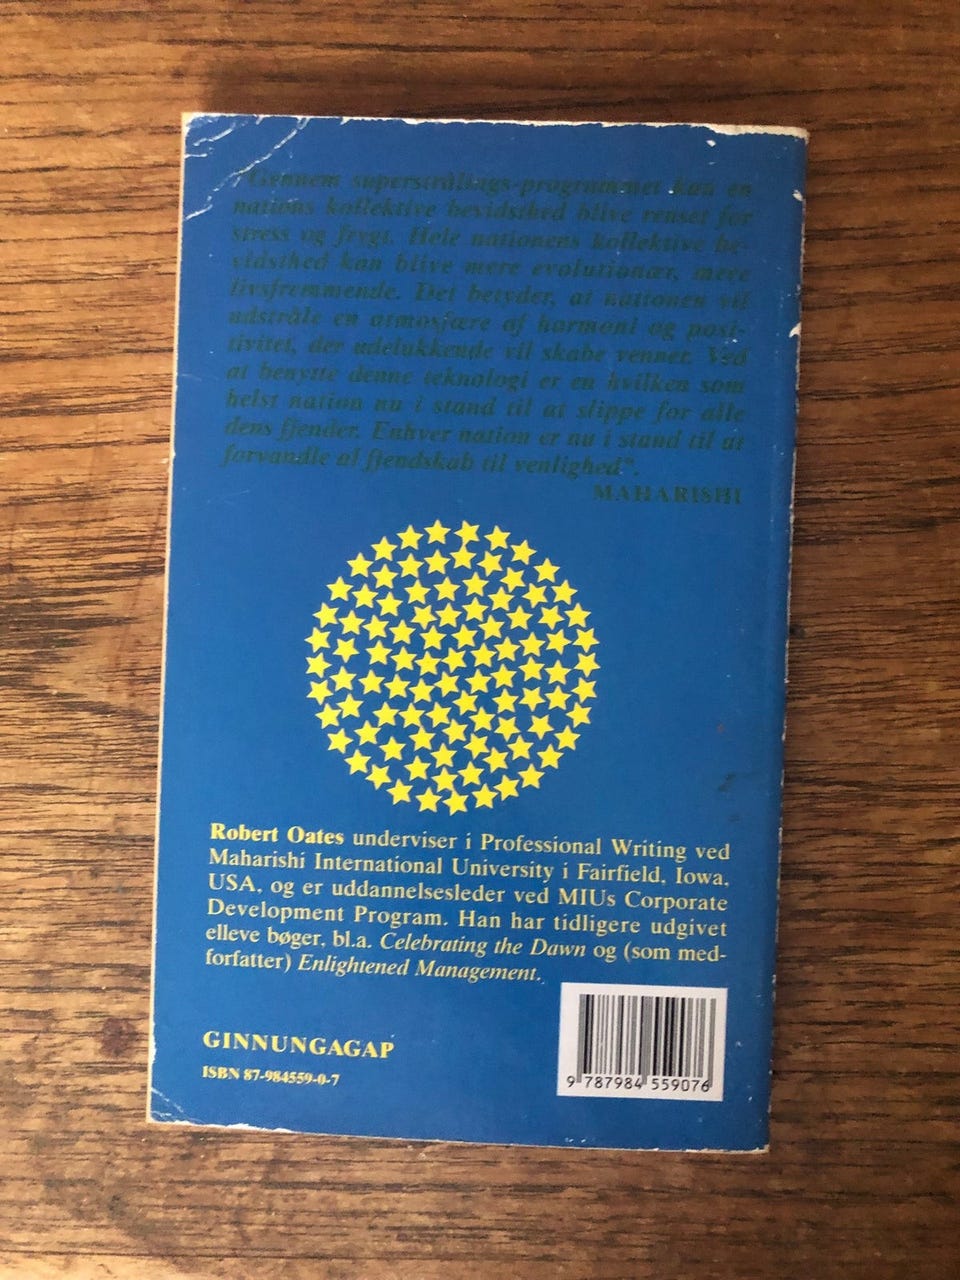 "Gennem superstrålings-programmet kan en
nations kollektive bevidsthed blive renset for
stress og frygt. Hele nationens kollektive be-
vidsthed kan blive mere evolutionær, mere
livsfremmende. Det betyder, at nationen vil
udstråle en atmosfære af harmoni og posi-
tivitet, der udelukkende vil skabe venner. Ved
at benytte denne teknologi er en hvilken som
helst nation nu i stand til at slippe for alle
dens fjender. Enhver nation er nu i stand til at
forvandle al fjendskab til venlighed".
MAHARISHI
Robert Oates underviser i Professional Writing ved
Maharishi International University i Fairfield, Iowa,
USA, og er uddannelsesleder ved MIUs Corporate
Development Program. Han har tidligere udgivet
elleve bøger, bl.a. Celebrating the Dawn og (som med-
forfatter) Enlightened Management.
GINNUNGAGAP
ISBN 87-984559-0-7
9 787984 559076